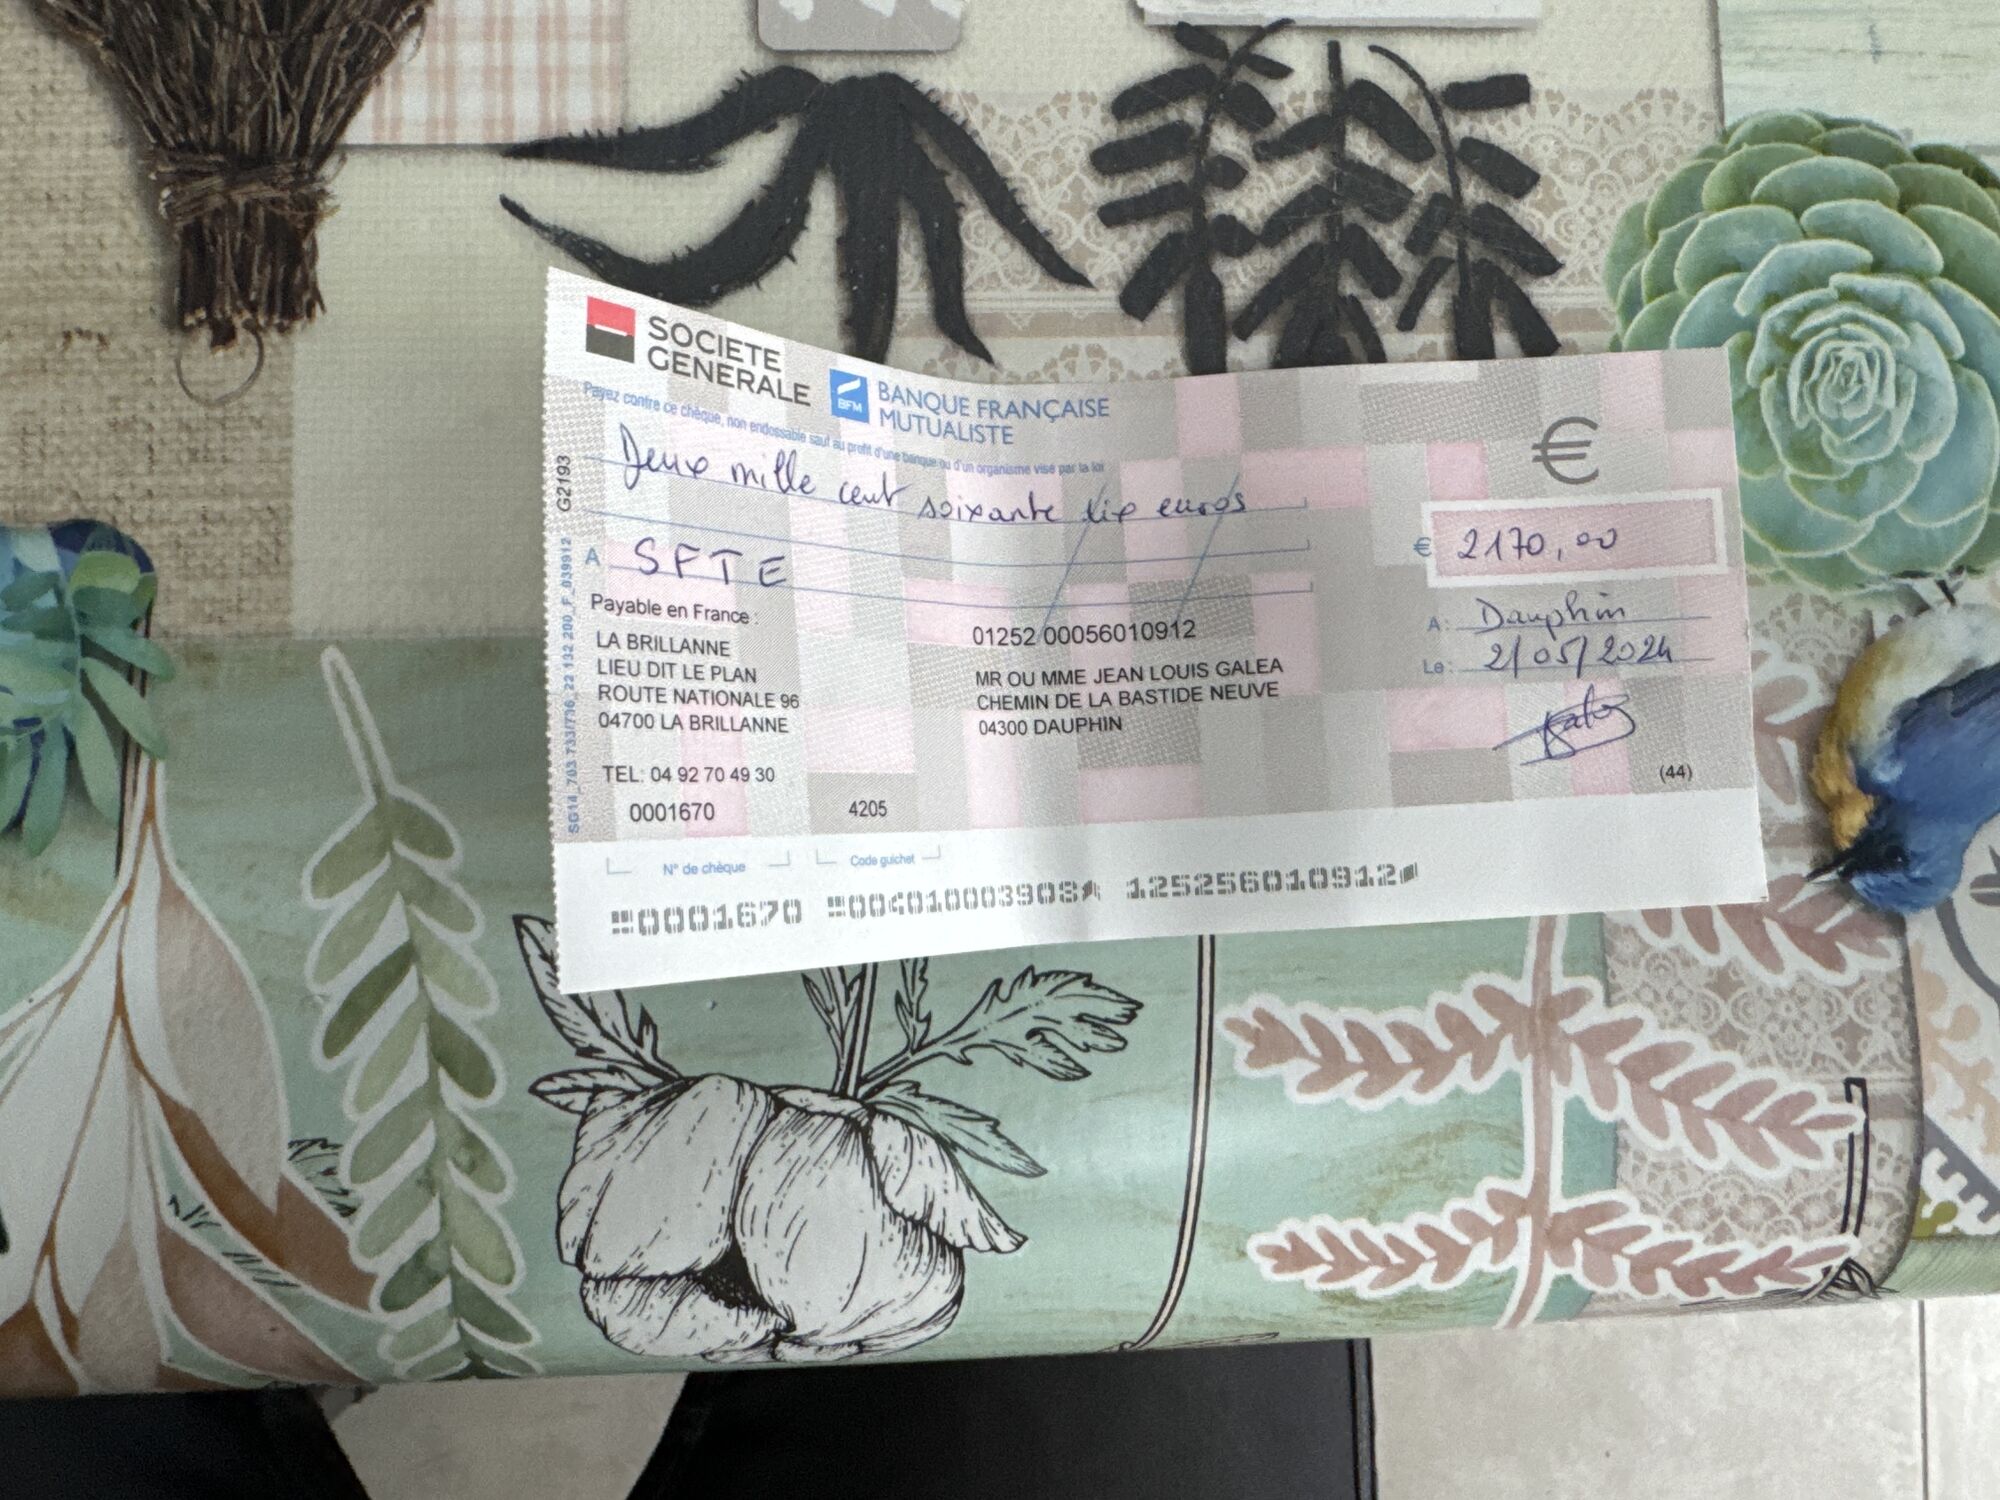 SOCIETE
GENERALE
BFM
BANQUE FRANÇAISE
MUTUALISTE
Payez contre ce chèque, non endossable sauf au profit d'une banque ou d'un organisme visé par la loi
€
Deux mille cent soixante dix euros
€ 2170,00
A SFTE
Payable en France :
LA BRILLANNE
LIEU DIT LE PLAN
ROUTE NATIONALE 96
04700 LA BRILLANNE
TEL: 04 92 70 49 30
01252 00056010912
MR OU MME JEAN LOUIS GALEA
CHEMIN DE LA BASTIDE NEUVE
04300 DAUPHIN
A: Dauphin
Le: 2/05/2024
(44)
0001670 4205
N° de chèque Code guichet
0001670 004010003908 125256010912
G2193